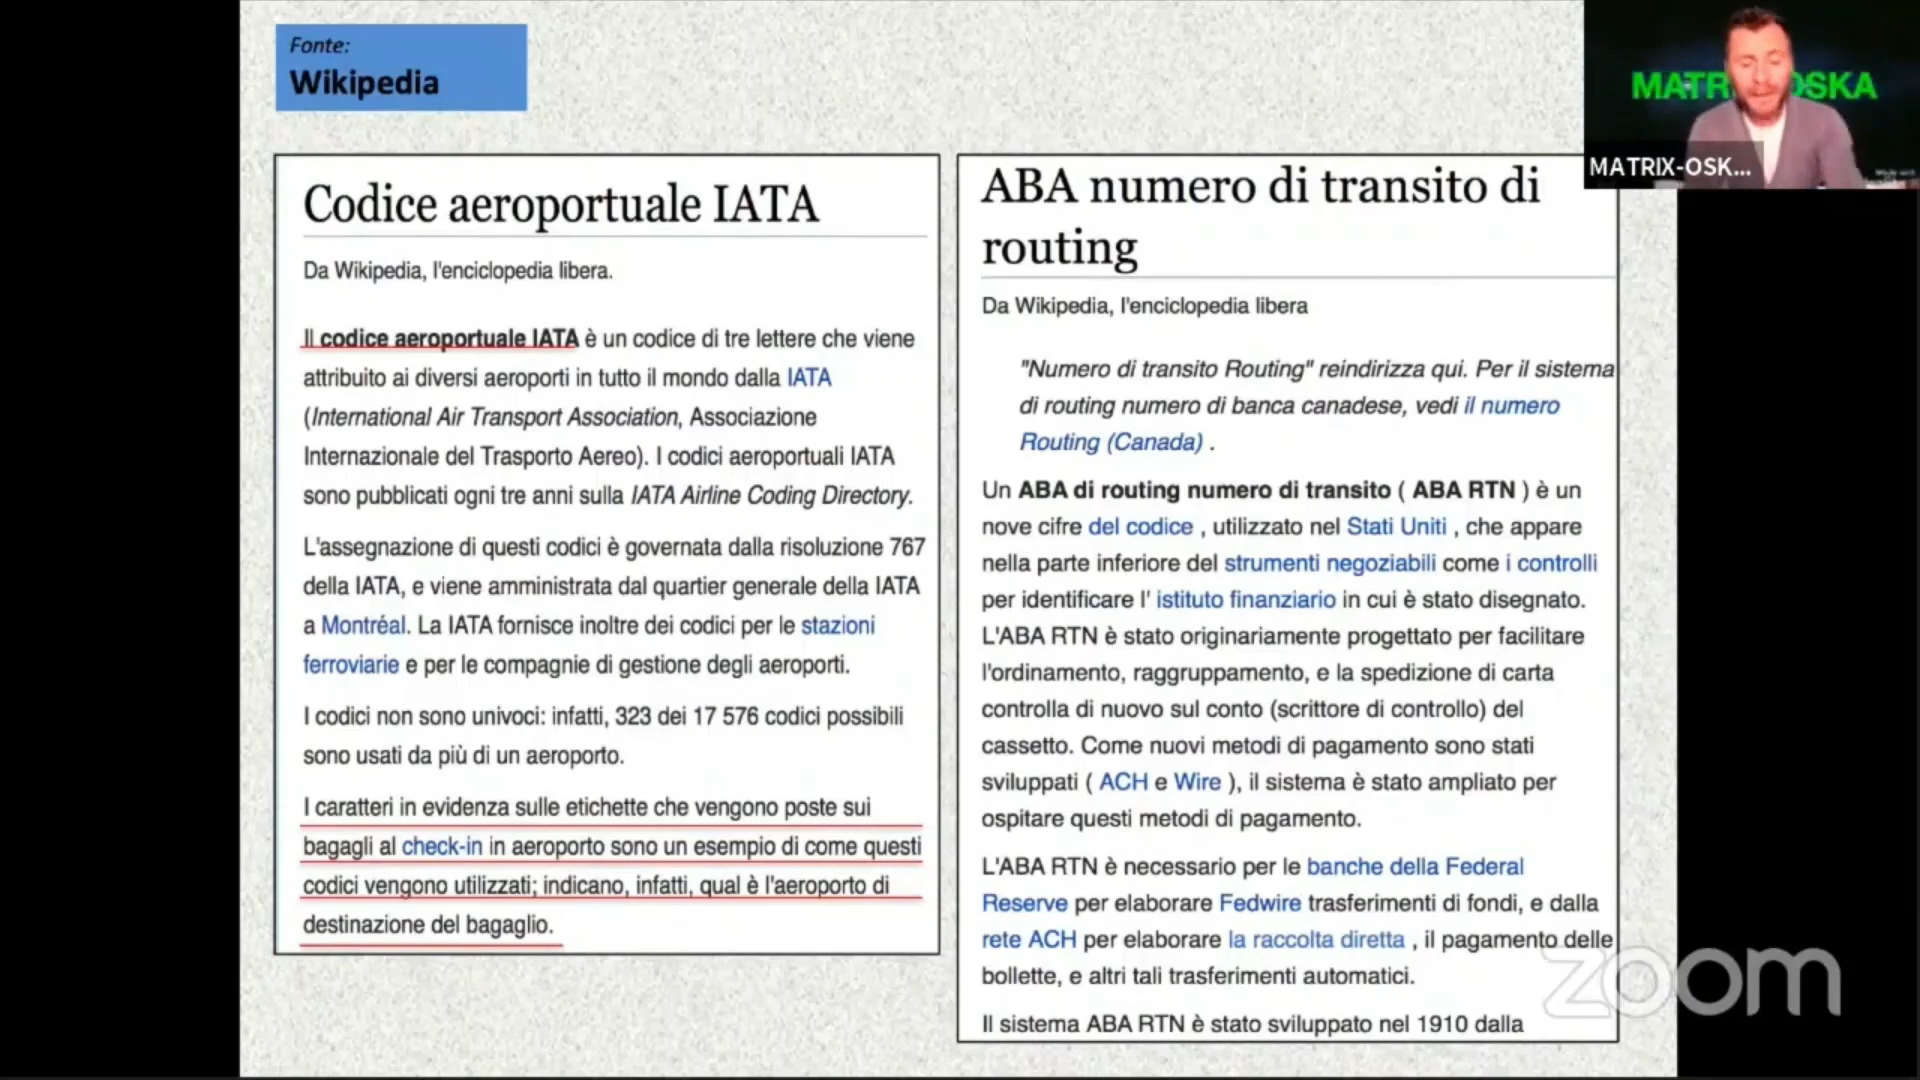 Fonte:
Wikipedia
Codice aeroportuale IATA
Da Wikipedia, l'enciclopedia libera.
Il codice aeroportuale IATA è un codice di tre lettere che viene
attribuito ai diversi aeroporti in tutto il mondo dalla IATA
(International Air Transport Association, Associazione
Internazionale del Trasporto Aereo). I codici aeroportuali IATA
sono pubblicati ogni tre anni sulla IATA Airline Coding Directory.
L'assegnazione di questi codici è governata dalla risoluzione 767
della IATA, e viene amministrata dal quartier generale della IATA
a Montréal. La IATA fornisce inoltre dei codici per le stazioni
ferroviarie e per le compagnie di gestione degli aeroporti.
I codici non sono univoci: infatti, 323 dei 17 576 codici possibili
sono usati da più di un aeroporto.
I caratteri in evidenza sulle etichette che vengono poste sui
bagagli al check-in in aeroporto sono un esempio di come questi
codici vengono utilizzati; indicano, infatti, qual è l'aeroporto di
destinazione del bagaglio.
ABA numero di transito di
routing
Da Wikipedia, l'enciclopedia libera
"Numero di transito Routing" reindirizza qui. Per il sistema
di routing numero di banca canadese, vedi il numero
Routing (Canada) .
Un ABA di routing numero di transito ( ABA RTN ) è un
nove cifre del codice , utilizzato nel Stati Uniti , che appare
nella parte inferiore del strumenti negoziabili come i controlli
per identificare l' istituto finanziario in cui è stato disegnato.
L'ABA RTN è stato originariamente progettato per facilitare
l'ordinamento, raggruppamento, e la spedizione di carta
controlla di nuovo sul conto (scrittore di controllo) del
cassetto. Come nuovi metodi di pagamento sono stati
sviluppati ( ACH e Wire ), il sistema è stato ampliato per
ospitare questi metodi di pagamento.
L'ABA RTN è necessario per le banche della Federal
Reserve per elaborare Fedwire trasferimenti di fondi, e dalla
rete ACH per elaborare la raccolta diretta , il pagamento delle
bollette, e altri tali trasferimenti automatici.
Il sistema ABA RTN è stato sviluppato nel 1910 dalla
MATR OSKA
MATRIX-OSK...
zoom